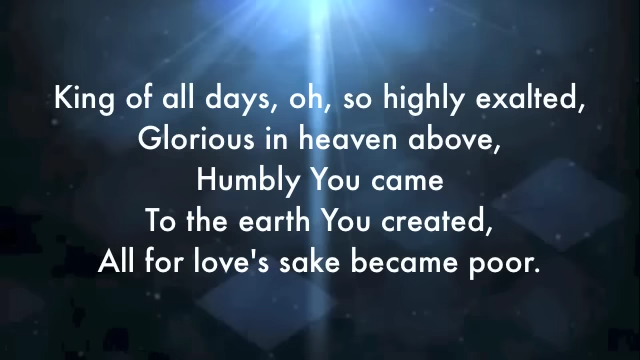 King of all days, oh, so highly exalted,
Glorious in heaven above,
Humbly You came
To the earth You created,
All for love's sake became poor.